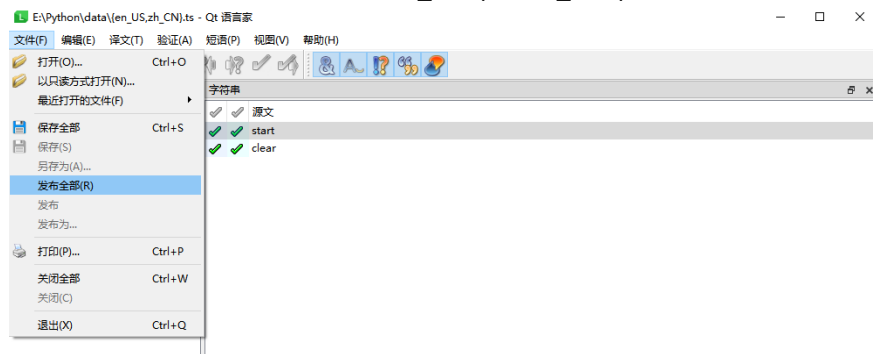 E:\Python\data\{en_US,zh_CN}.ts - Qt 语言家
文件(F) 编辑(E) 译文(T) 验证(A) 短语(P) 视图(V) 帮助(H)
打开(O)... Ctrl+O
以只读方式打开(N)...
最近打开的文件(F)
保存全部 Ctrl+S
保存(S)
另存为(A)...
发布全部(R)
发布
发布为...
打印(P)... Ctrl+P
关闭全部 Ctrl+W
关闭(C)
退出(X) Ctrl+Q
字符串
源文
start
clear